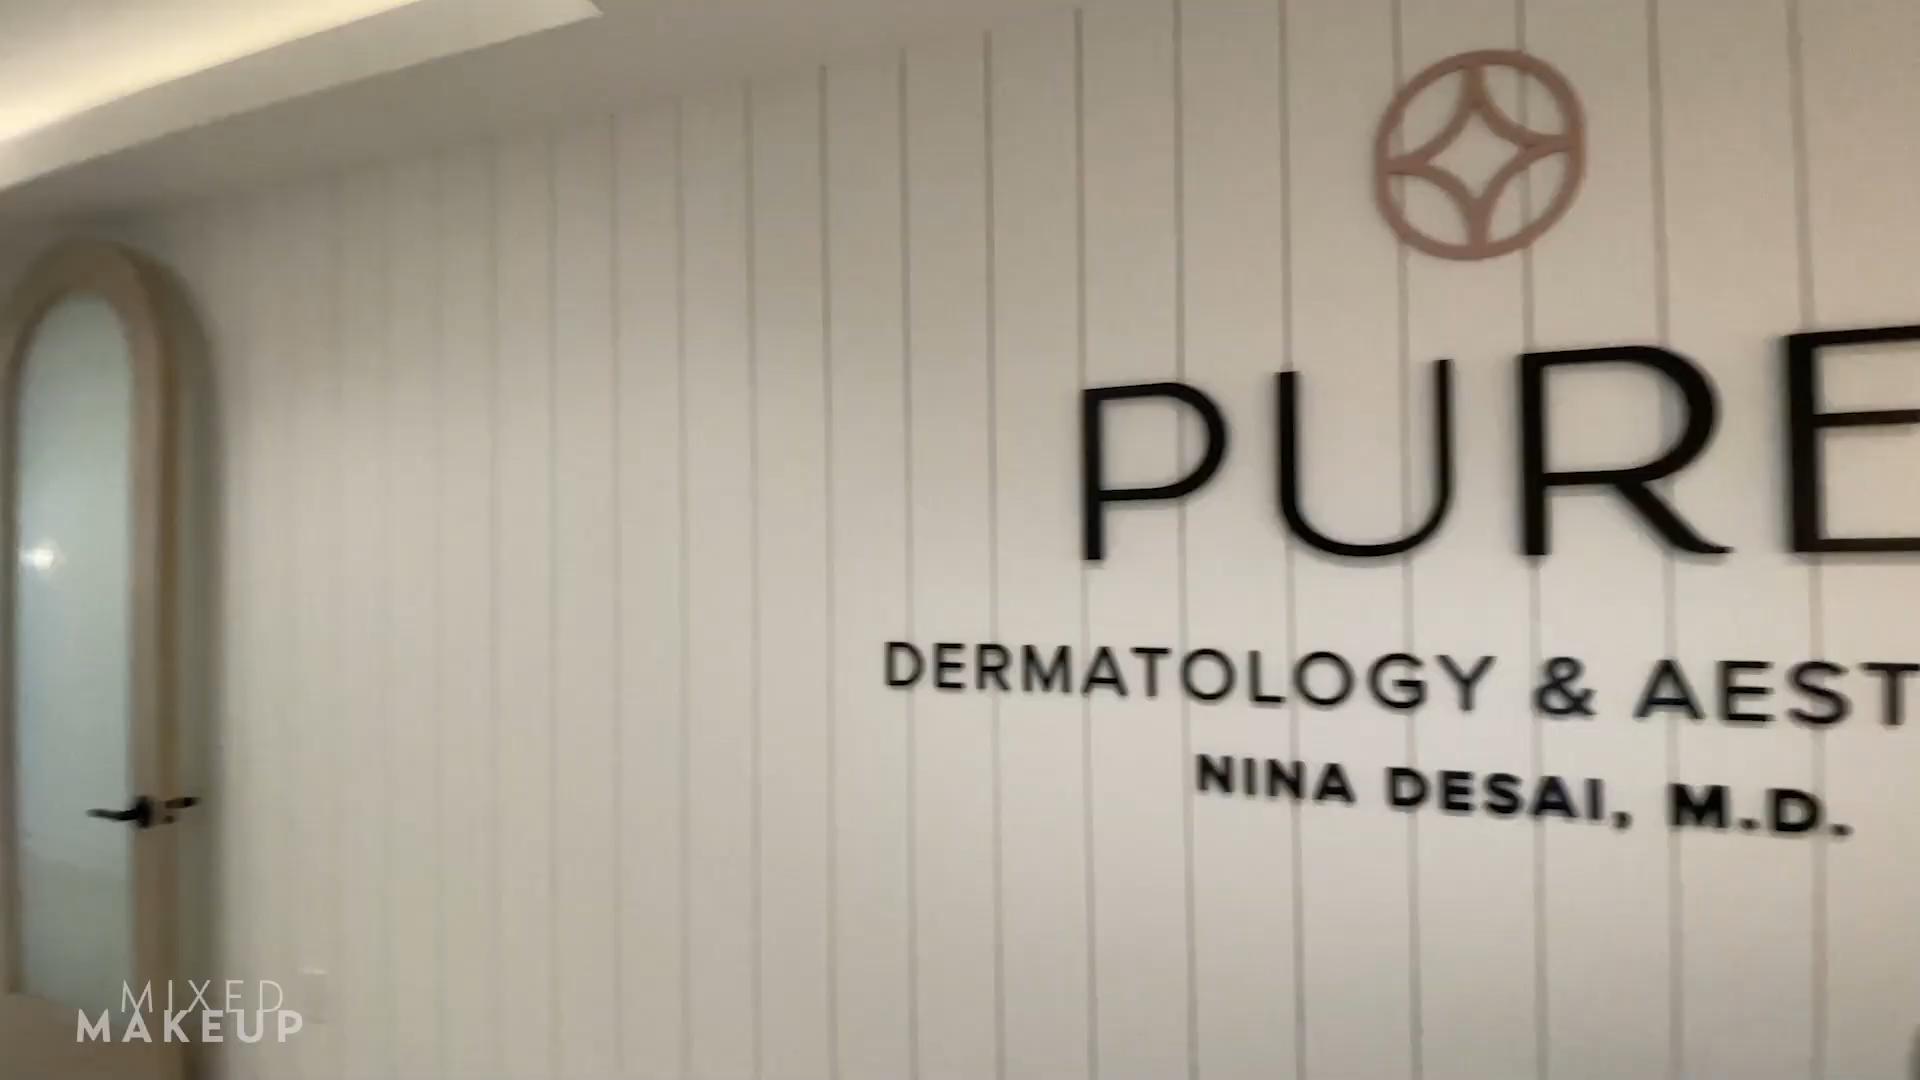 PURE
DERMATOLOGY & AEST
NINA DESAI, M.D.
MIXED
MAKEUP